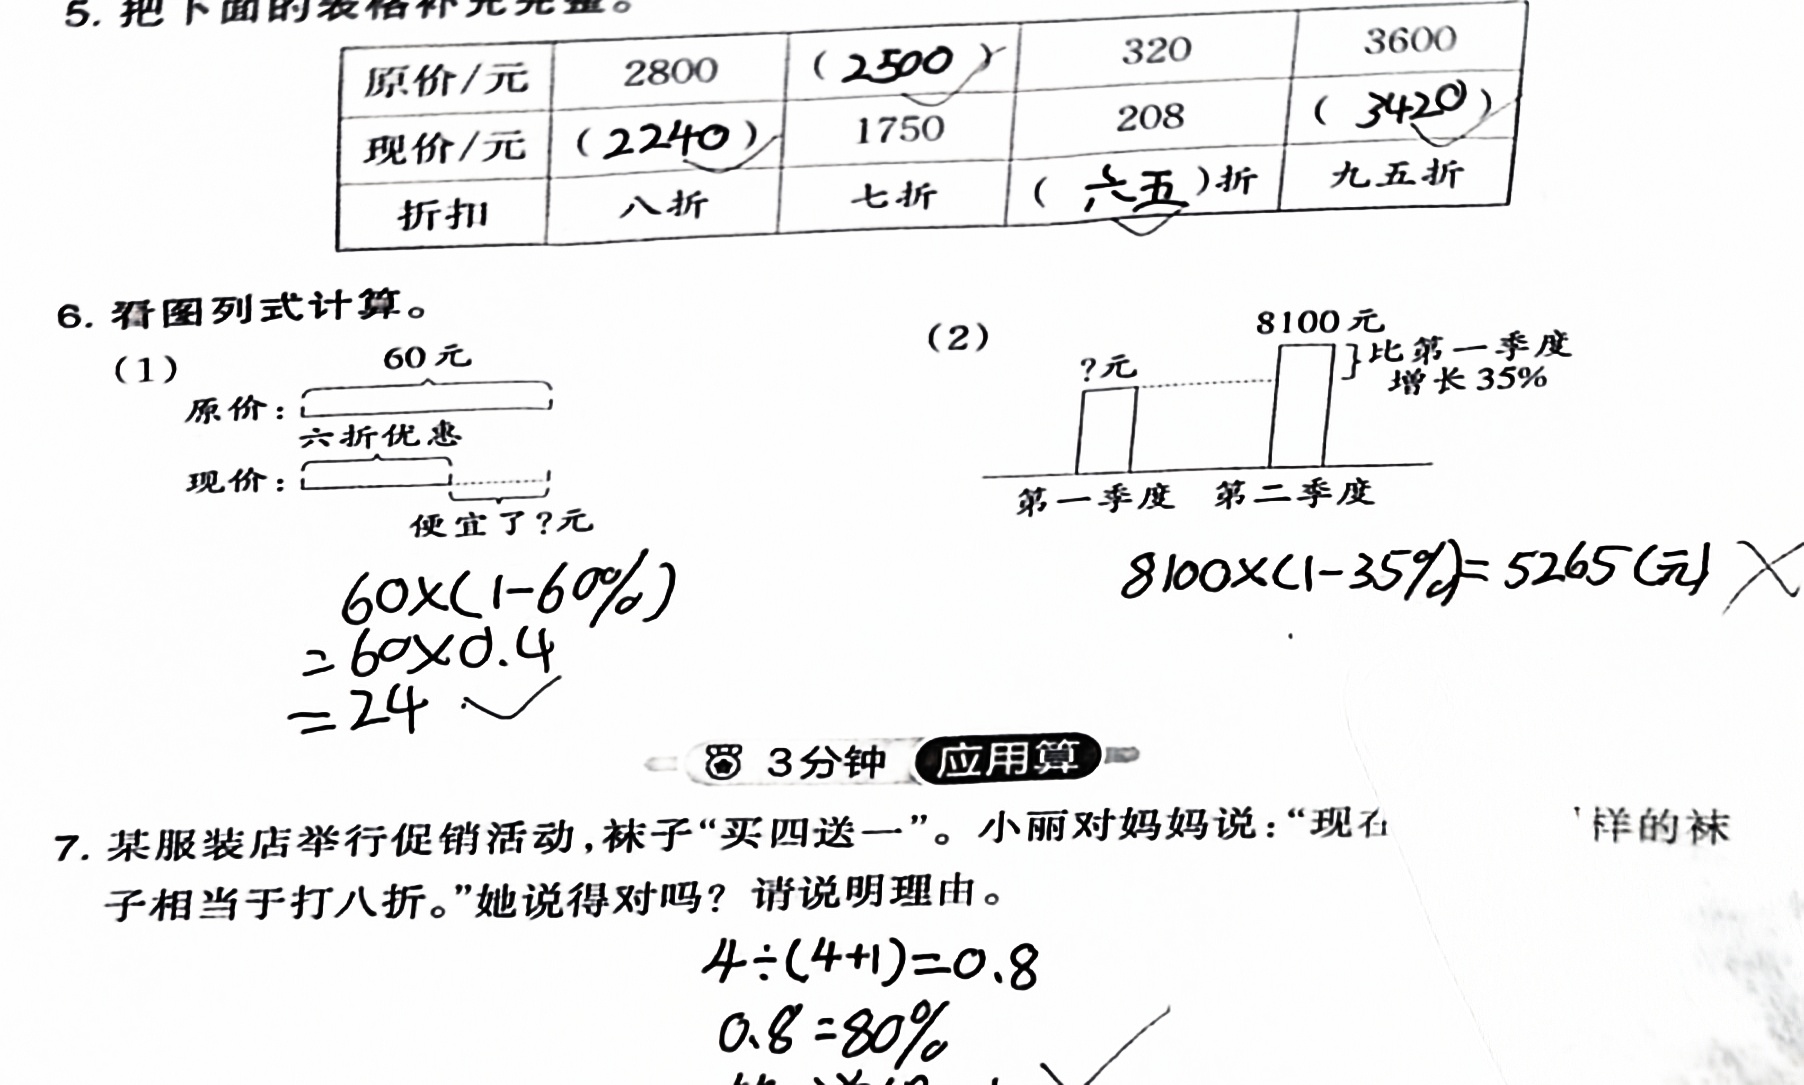 5. 把下面的表格补充完整。
原价/元 2800 (2500) 320 3600
现价/元 (2240) 1750 208 (3420)
折扣 八折 七折 (六五)折 九五折
6. 看图列式计算。
(1) (2)
60元
原价:
六折优惠
现价:
便宜了?元
8100元
?元
比第一季度
增长35%
第一季度 第二季度
60×(1-60%)
=60×0.4
=24
8100×(1-35%)=5265(元)
3分钟 应用算
7. 某服装店举行促销活动,袜子“买四送一”。小丽对妈妈说:“现 样的袜
子相当于打八折。”她说得对吗?请说明理由。
4÷(4+1)=0.8
0.8=80%